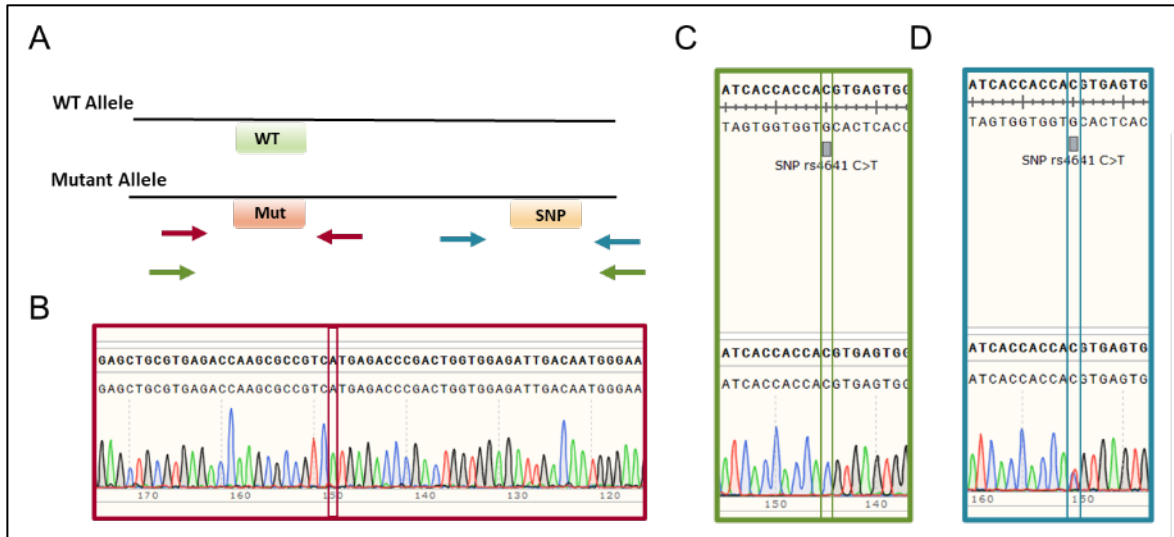 A
WT Allele
WT
Mutant Allele
Mut
SNP
B
GAGCTGCGTGAGACCAAGCGCCGTCATGAGACCCGACTGGTGGAGATTGACAATGGGAA
GAGCTGCGTGAGACCAAGCGCCGTCATGAGACCCGACTGGTGGAGATTGACAATGGGAA
170 160 150 140 130 120
C
ATCACCACCACGTGAGTGG
TAGTGGTGGTGCACTCACC
SNP rs4641 C>T
ATCACCACCACGTGAGTGG
ATCACCACCACGTGAGTGG
150 140
D
ATCACCACCACGTGAGTG
TAGTGGTGGTGCACTCAC
SNP rs4641 C>T
ATCACCACCACGTGAGTG
ATCACCACCACGTGAGTG
160 150